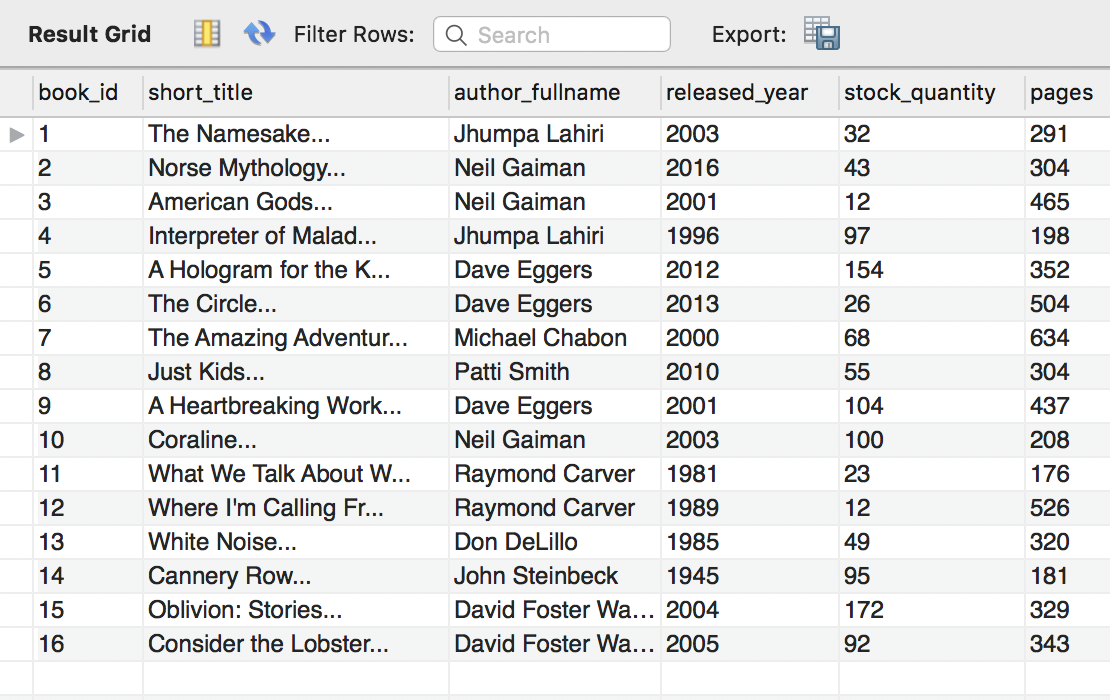 Result Grid Filter Rows: Search Export:
book_id short_title author_fullname released_year stock_quantity pages
1 The Namesake... Jhumpa Lahiri 2003 32 291
2 Norse Mythology... Neil Gaiman 2016 43 304
3 American Gods... Neil Gaiman 2001 12 465
4 Interpreter of Malad... Jhumpa Lahiri 1996 97 198
5 A Hologram for the K... Dave Eggers 2012 154 352
6 The Circle... Dave Eggers 2013 26 504
7 The Amazing Adventur... Michael Chabon 2000 68 634
8 Just Kids... Patti Smith 2010 55 304
9 A Heartbreaking Work... Dave Eggers 2001 104 437
10 Coraline... Neil Gaiman 2003 100 208
11 What We Talk About W... Raymond Carver 1981 23 176
12 Where I'm Calling Fr... Raymond Carver 1989 12 526
13 White Noise... Don DeLillo 1985 49 320
14 Cannery Row... John Steinbeck 1945 95 181
15 Oblivion: Stories... David Foster Wa... 2004 172 329
16 Consider the Lobster... David Foster Wa... 2005 92 343